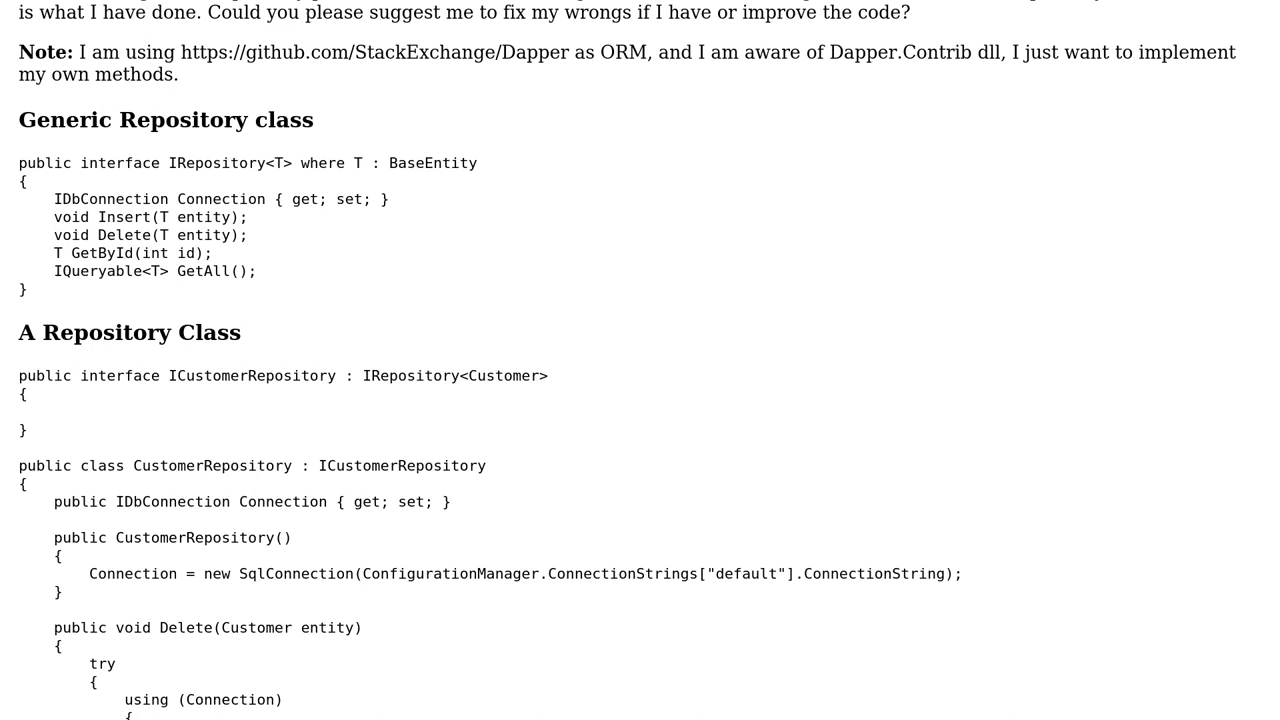 is what I have done. Could you please suggest me to fix my wrongs if I have or improve the code?
Note: I am using https://github.com/StackExchange/Dapper as ORM, and I am aware of Dapper.Contrib dll, I just want to implement
my own methods.
Generic Repository class
public interface IRepository<T> where T : BaseEntity
{
    IDbConnection Connection { get; set; }
    void Insert(T entity);
    void Delete(T entity);
    T GetById(int id);
    IQueryable<T> GetAll();
}
A Repository Class
public interface ICustomerRepository : IRepository<Customer>
{
}
public class CustomerRepository : ICustomerRepository
{
    public IDbConnection Connection { get; set; }
    public CustomerRepository()
    {
        Connection = new SqlConnection(ConfigurationManager.ConnectionStrings["default"].ConnectionString);
    }
    public void Delete(Customer entity)
    {
        try
        {
            using (Connection)
            {